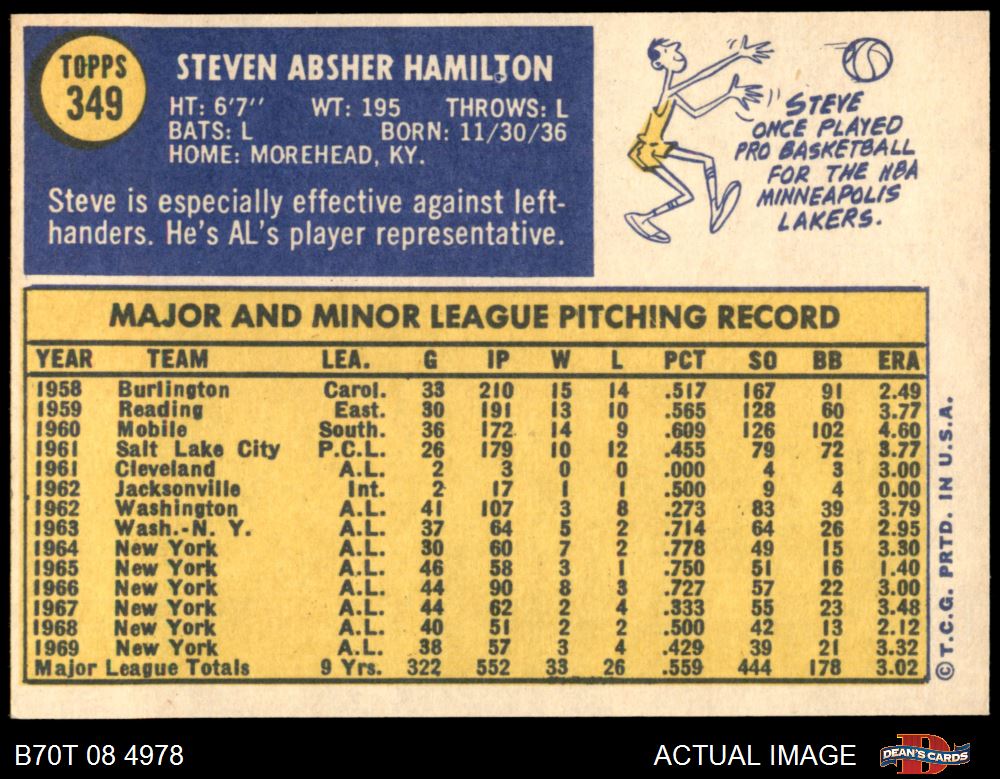 TOPPS
349
STEVEN ABSHER HAMILTON
HT: 6'7" WT: 195 THROWS: L
BATS: L BORN: 11/30/36
HOME: MOREHEAD, KY.
Steve is especially effective against left-
handers. He's AL's player representative.
STEVE
ONCE PLAYED
PRO BASKETBALL
FOR THE NBA
MINNEAPOLIS
LAKERS.
MAJOR AND MINOR LEAGUE PITCHING RECORD
YEAR TEAM LEA. G IP W L PCT SO BB ERA
1958 Burlington Carol. 33 210 15 14 .517 167 91 2.49
1959 Reading East. 30 191 13 10 .565 128 60 3.77
1960 Mobile South. 36 172 14 9 .609 126 102 4.60
1961 Salt Lake City P.C.L. 26 179 10 12 .455 79 72 3.77
1961 Cleveland A.L. 2 3 0 0 .000 4 3 3.00
1962 Jacksonville Int. 2 17 1 1 .500 9 4 0.00
1962 Washington A.L. 41 107 3 8 .273 83 39 3.79
1963 Wash.-N. Y. A.L. 37 64 5 2 .714 64 26 2.95
1964 New York A.L. 30 60 7 2 .778 49 15 3.30
1965 New York A.L. 46 58 3 1 .750 51 16 1.40
1966 New York A.L. 44 90 8 3 .727 57 22 3.00
1967 New York A.L. 44 62 2 4 .333 55 23 3.48
1968 New York A.L. 40 51 2 2 .500 42 13 2.12
1969 New York A.L. 38 57 3 4 .429 39 21 3.32
Major League Totals 9 Yrs. 322 552 33 26 .559 444 178 3.02
© T.C.G. PRTD. IN U.S.A.
B70T 08 4978
ACTUAL IMAGE
DEAN'S CARDS